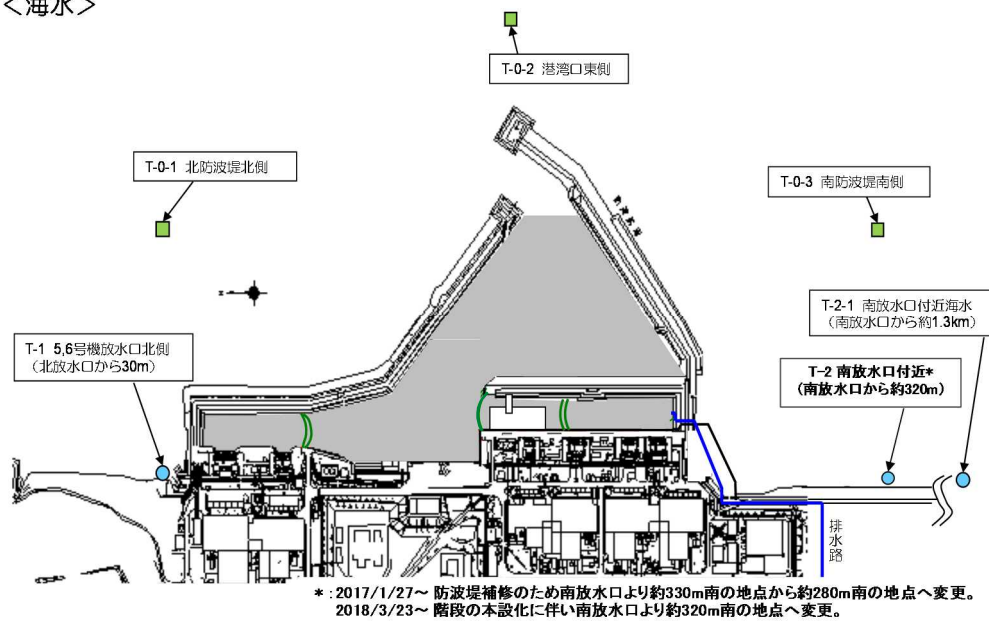 <海水>
T-0-2 港湾口東側
T-0-1 北防波堤北側
T-0-3 南防波堤南側
T-2-1 南放水口付近海水
（南放水口から約1.3km）
T-1 5,6号機放水口北側
（北放水口から30m）
T-2 南放水口付近*
(南放水口から約320m)
排水路
*：2017/1/27～ 防波堤補修のため南放水口より約330m南の地点から約280m南の地点へ変更。
2018/3/23～ 階段の本設化に伴い南放水口より約320m南の地点へ変更。